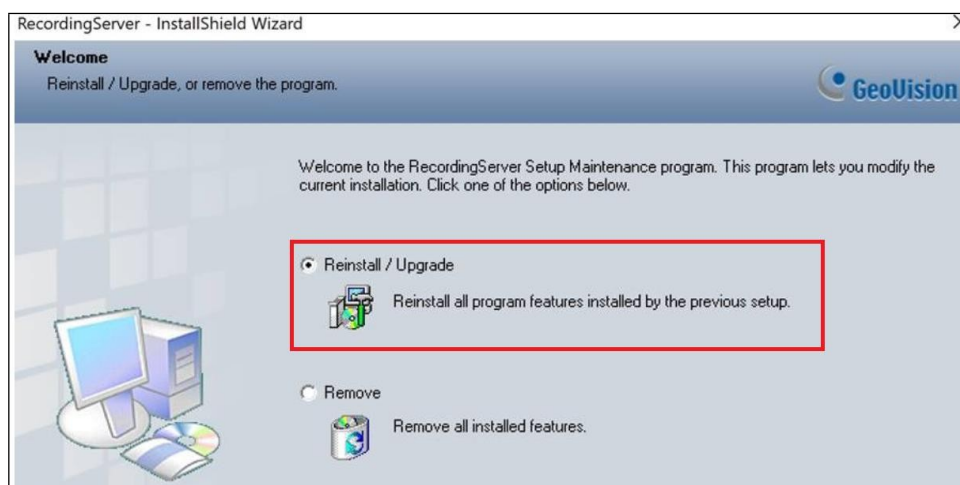 RecordingServer - InstallShield Wizard
Welcome
Reinstall / Upgrade, or remove the program.
GeoVision
Welcome to the RecordingServer Setup Maintenance program. This program lets you modify the
current installation. Click one of the options below.
Reinstall / Upgrade
Reinstall all program features installed by the previous setup.
Remove
Remove all installed features.